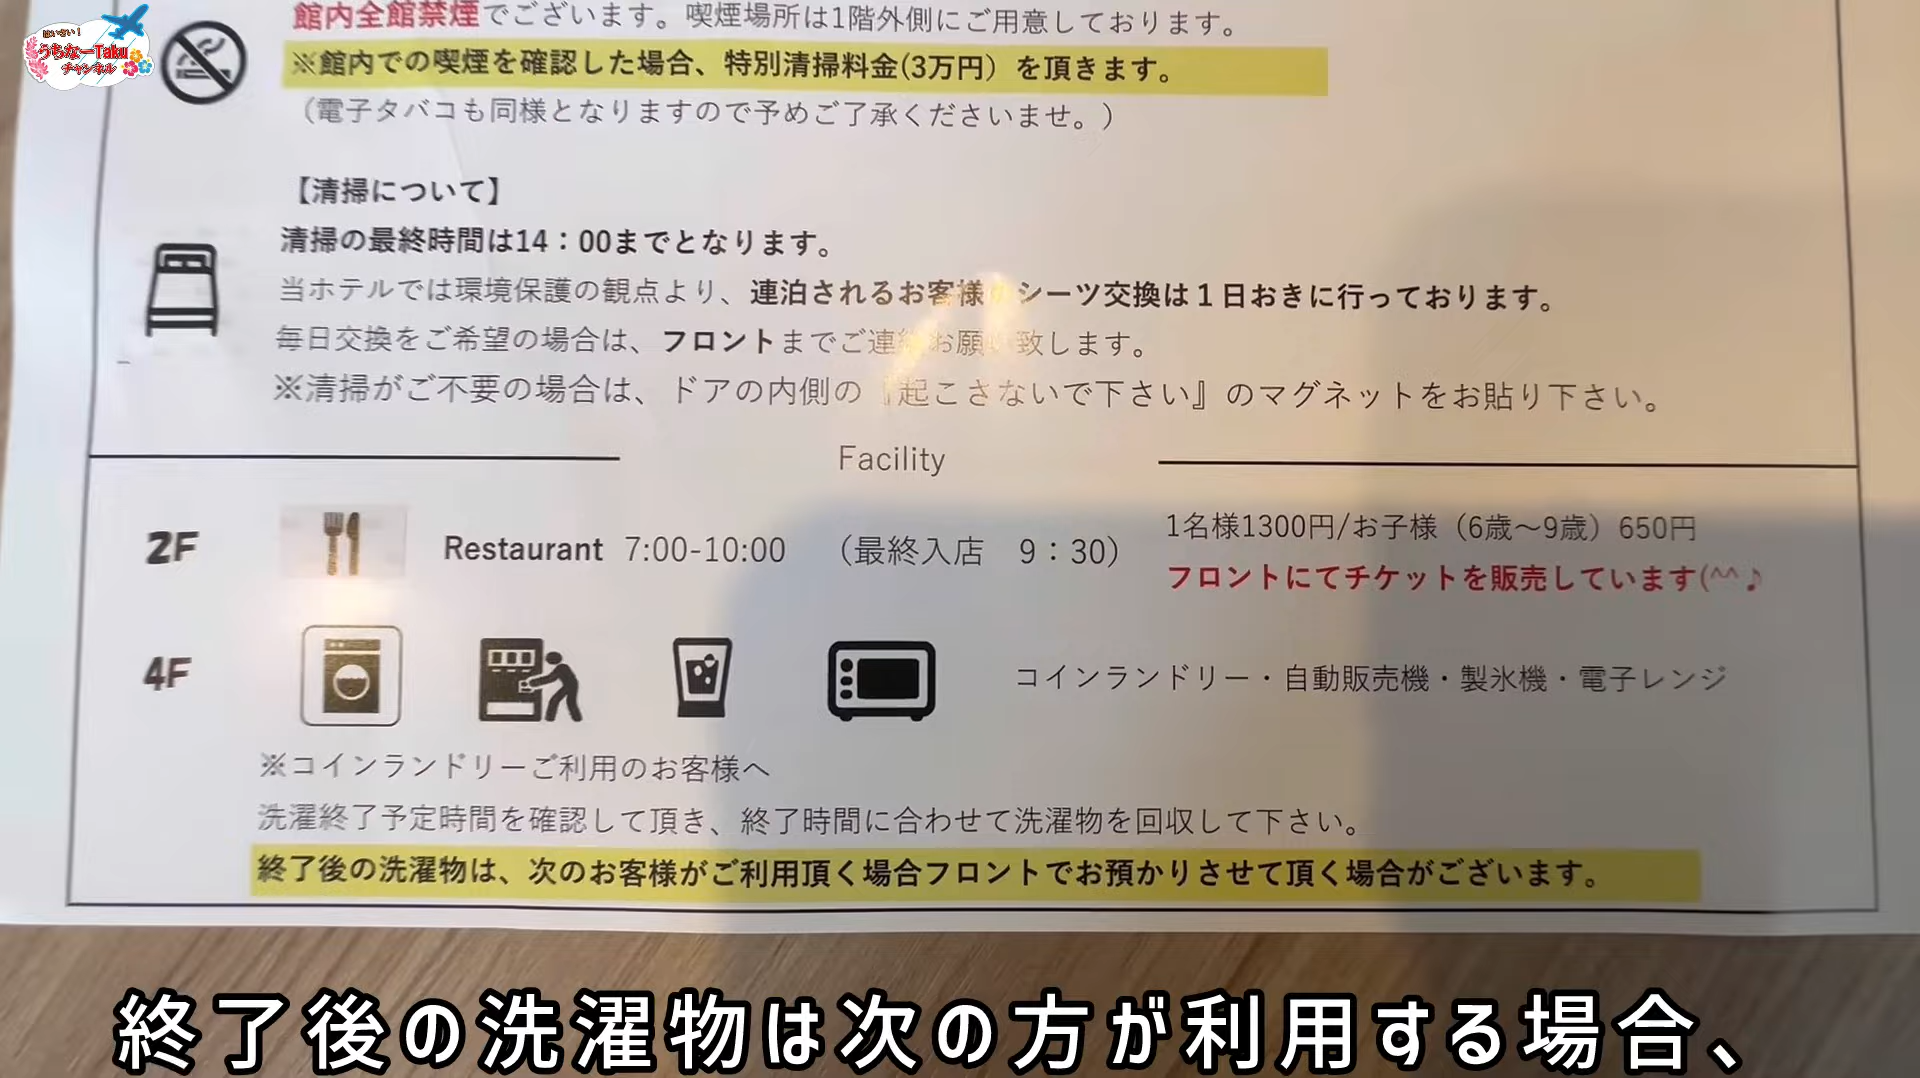 はいさい！
うちなーTaku
チャンネル
館内全館禁煙でございます。喫煙場所は1階外側にご用意しております。
※館内での喫煙を確認した場合、特別清掃料金(3万円）を頂きます。
（電子タバコも同様となりますので予めご了承くださいませ。）
【清掃について】
清掃の最終時間は14：00までとなります。
当ホテルでは環境保護の観点より、連泊されるお客様のシーツ交換は１日おきに行っております。
毎日交換をご希望の場合は、フロントまでご連絡お願い致します。
※清掃がご不要の場合は、ドアの内側の『起こさないで下さい』のマグネットをお貼り下さい。
Facility
2F Restaurant 7:00-10:00 （最終入店 9：30） 1名様1300円/お子様（6歳～9歳）650円
フロントにてチケットを販売しています(^^♪
4F コインランドリー・自動販売機・製氷機・電子レンジ
※コインランドリーご利用のお客様へ
洗濯終了予定時間を確認して頂き、終了時間に合わせて洗濯物を回収して下さい。
終了後の洗濯物は、次のお客様がご利用頂く場合フロントでお預かりさせて頂く場合がございます。
終了後の洗濯物は次の方が利用する場合、